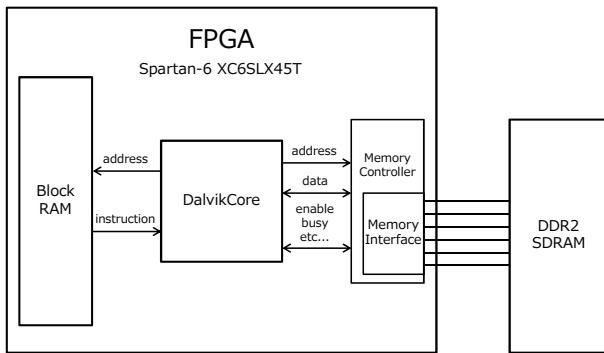 FPGA
Spartan-6 XC6SLX45T
Block
RAM
address
instruction
DalvikCore
address
data
enable
busy
etc...
Memory
Controller
Memory
Interface
DDR2
SDRAM